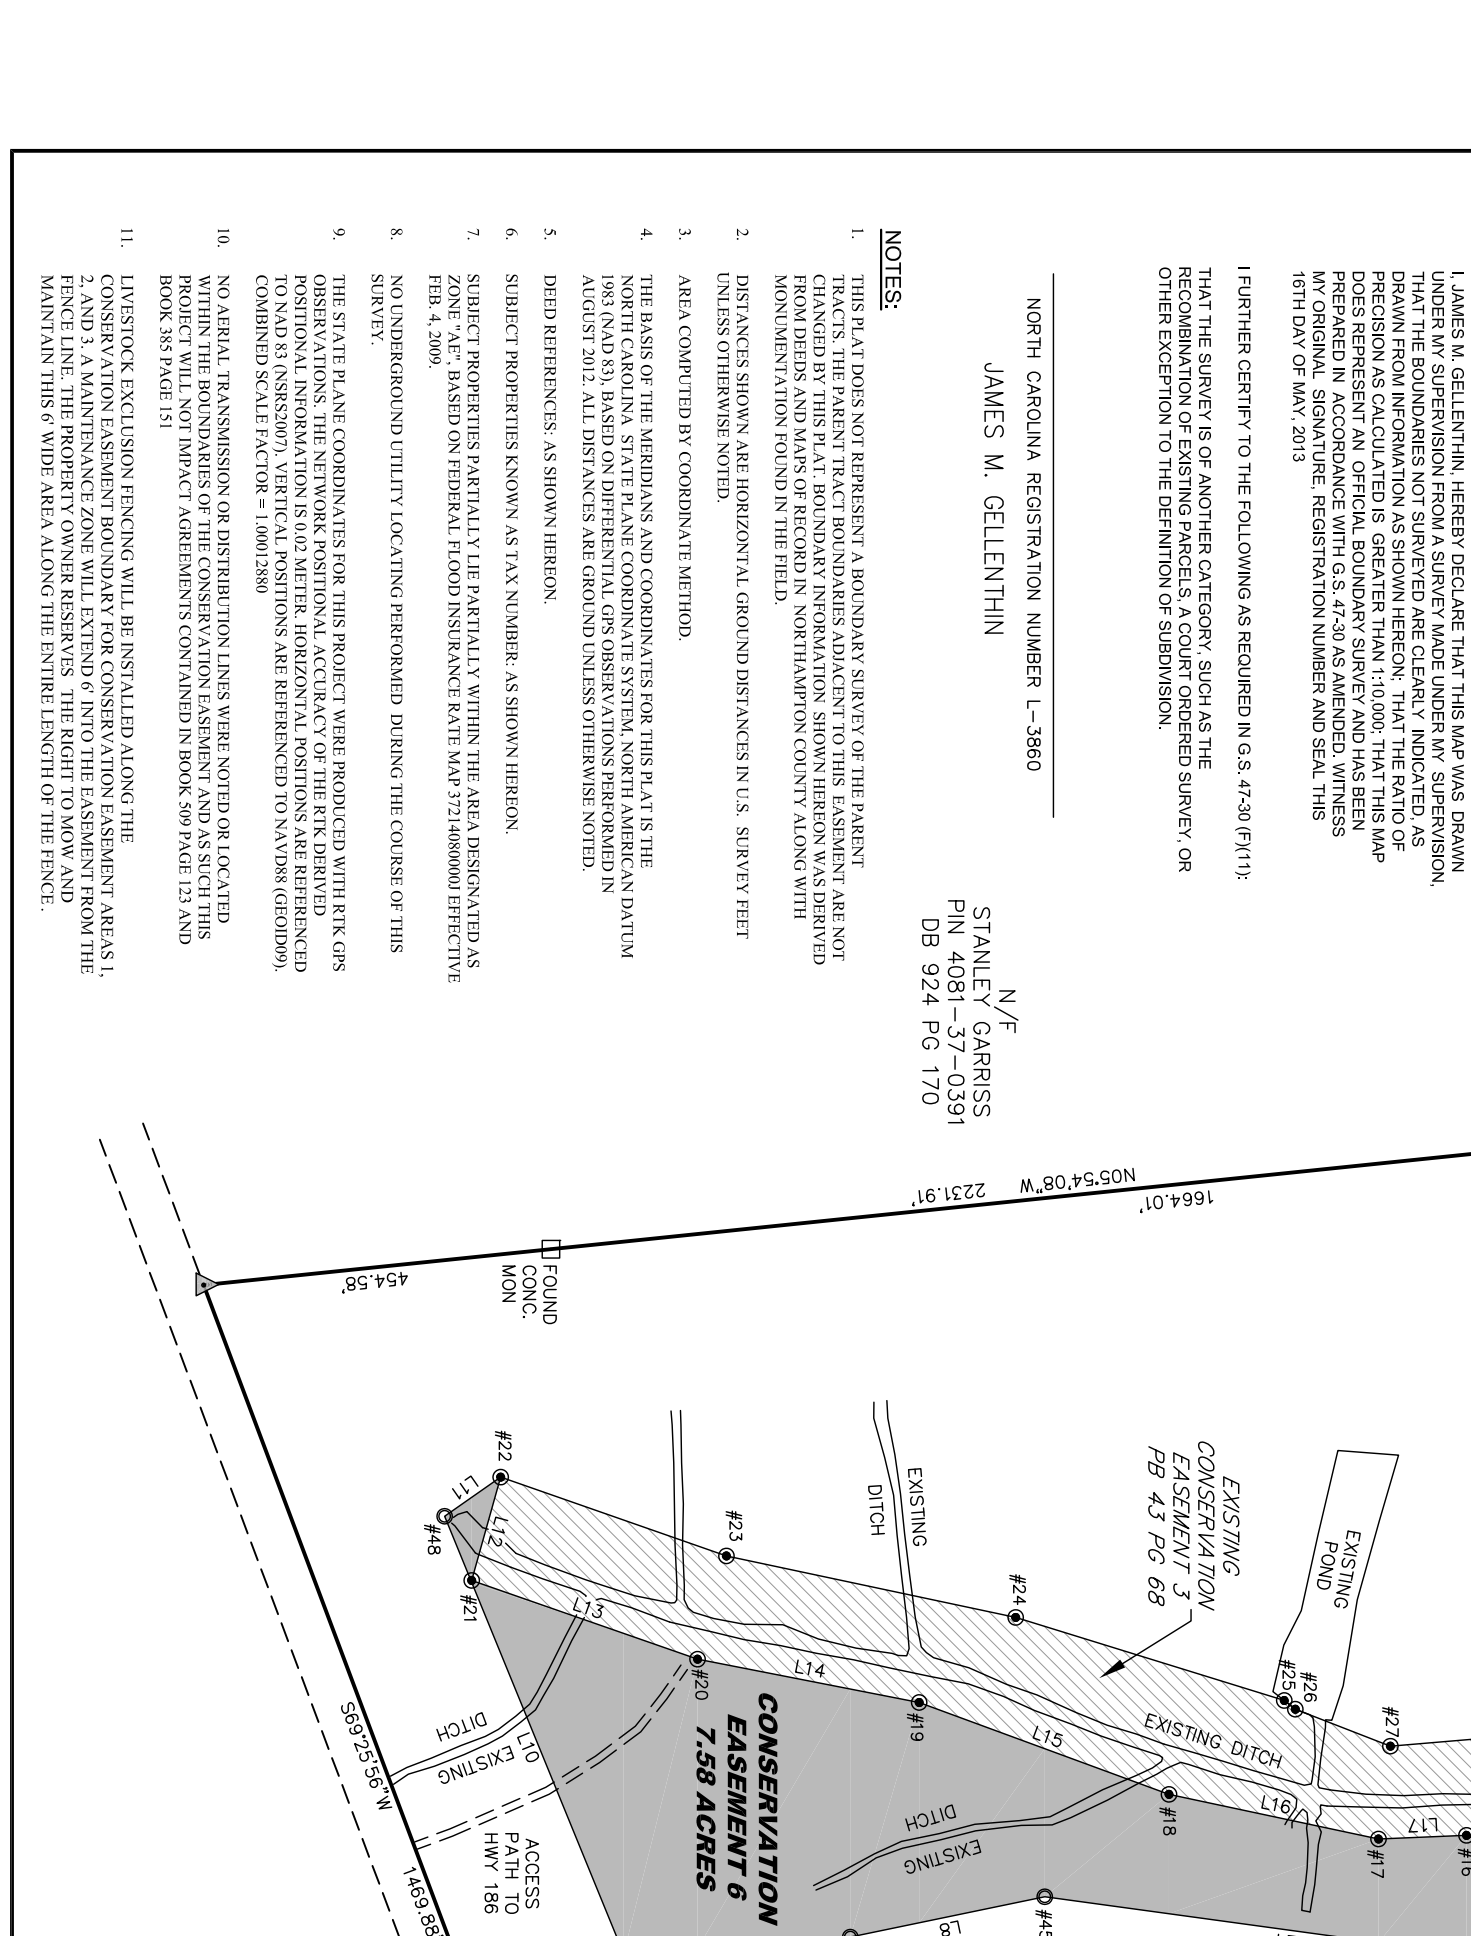 I, JAMES M. GELLENTHIN, HEREBY DECLARE THAT THIS MAP WAS DRAWN
UNDER MY SUPERVISION FROM A SURVEY MADE UNDER MY SUPERVISION,
THAT THE BOUNDARIES NOT SURVEYED ARE CLEARLY INDICATED, AS
DRAWN FROM INFORMATION AS SHOWN HEREON; THAT THE RATIO OF
PRECISION AS CALCULATED IS GREATER THAN 1:10,000; THAT THIS MAP
DOES REPRESENT AN OFFICIAL BOUNDARY SURVEY AND HAS BEEN
PREPARED IN ACCORDANCE WITH G.S. 47-30 AS AMENDED. WITNESS
MY ORIGINAL SIGNATURE, REGISTRATION NUMBER AND SEAL THIS
16TH DAY OF MAY, 2013
I FURTHER CERTIFY TO THE FOLLOWING AS REQUIRED IN G.S. 47-30 (F)(11):
THAT THE SURVEY IS OF ANOTHER CATEGORY, SUCH AS THE
RECOMBINATION OF EXISTING PARCELS, A COURT ORDERED SURVEY, OR
OTHER EXCEPTION TO THE DEFINITION OF SUBDIVISION.
NORTH CAROLINA REGISTRATION NUMBER L-3860
JAMES M. GELLENTHIN
NOTES:
1. THIS PLAT DOES NOT REPRESENT A BOUNDARY SURVEY OF THE PARENT
TRACTS. THE PARENT TRACT BOUNDARIES ADJACENT TO THIS EASEMENT ARE NOT
CHANGED BY THIS PLAT. BOUNDARY INFORMATION SHOWN HEREON WAS DERIVED
FROM DEEDS AND MAPS OF RECORD IN NORTHAMPTON COUNTY ALONG WITH
MONUMENTATION FOUND IN THE FIELD.
2. DISTANCES SHOWN ARE HORIZONTAL GROUND DISTANCES IN U.S. SURVEY FEET
UNLESS OTHERWISE NOTED.
3. AREA COMPUTED BY COORDINATE METHOD.
4. THE BASIS OF THE MERIDIANS AND COORDINATES FOR THIS PLAT IS THE
NORTH CAROLINA STATE PLANE COORDINATE SYSTEM, NORTH AMERICAN DATUM
1983 (NAD 83), BASED ON DIFFERENTIAL GPS OBSERVATIONS PERFORMED IN
AUGUST 2012. ALL DISTANCES ARE GROUND UNLESS OTHERWISE NOTED.
5. DEED REFERENCES: AS SHOWN HEREON.
6. SUBJECT PROPERTIES KNOWN AS TAX NUMBER: AS SHOWN HEREON.
7. SUBJECT PROPERTIES PARTIALLY LIE PARTIALLY WITHIN THE AREA DESIGNATED AS
ZONE "AE", BASED ON FEDERAL FLOOD INSURANCE RATE MAP 3721408000J EFFECTIVE
FEB. 4, 2009.
8. NO UNDERGROUND UTILITY LOCATING PERFORMED DURING THE COURSE OF THIS
SURVEY.
9. THE STATE PLANE COORDINATES FOR THIS PROJECT WERE PRODUCED WITH RTK GPS
OBSERVATIONS. THE NETWORK POSITIONAL ACCURACY OF THE RTK DERIVED
POSITIONAL INFORMATION IS 0.02 METER. HORIZONTAL POSITIONS ARE REFERENCED
TO NAD 83 (NSRS2007), VERTICAL POSITIONS ARE REFERENCED TO NAVD88 (GEOID09).
COMBINED SCALE FACTOR = 1.00012880
10. NO AERIAL TRANSMISSION OR DISTRIBUTION LINES WERE NOTED OR LOCATED
WITHIN THE BOUNDARIES OF THE CONSERVATION EASEMENT AND AS SUCH THIS
PROJECT WILL NOT IMPACT AGREEMENTS CONTAINED IN BOOK 509 PAGE 123 AND
BOOK 385 PAGE 151
11. LIVESTOCK EXCLUSION FENCING WILL BE INSTALLED ALONG THE
CONSERVATION EASEMENT BOUNDARY FOR CONSERVATION EASEMENT AREAS 1,
2, AND 3. A MAINTENANCE ZONE WILL EXTEND 6' INTO THE EASEMENT FROM THE
FENCE LINE. THE PROPERTY OWNER RESERVES THE RIGHT TO MOW AND
MAINTAIN THIS 6' WIDE AREA ALONG THE ENTIRE LENGTH OF THE FENCE.
N/F
STANLEY GARRISS
PIN 4081-37-0391
DB 924 PG 170
N05°54'08"W
1664.01'
2231.91'
454.58'
FOUND
CONC.
MON
EXISTING
CONSERVATION
EASEMENT 3
PB 43 PG 68
EXISTING
POND
EXISTING
DITCH
#22
#23
#24
#25
#26
#27
L11
L12
#48
#21
L13
#20
L14
#19
L15
EXISTING DITCH
#18
L16
#17
L17
#16
CONSERVATION
EASEMENT 6
7.58 ACRES
EXISTING
DITCH
EXISTING
DITCH
L10
#45
S69°25'56"W
1469.88'
ACCESS
PATH TO
HWY 186